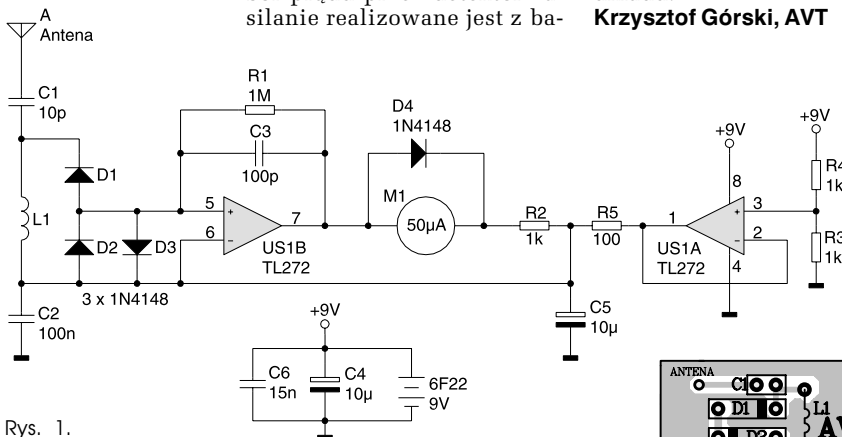 silanie realizowane jest z ba-
Krzysztof Górski, AVT
A
Antena
C1
10p
L1
C2
100n
D1
D2
D3
3 x 1N4148
R1
1M
C3
100p
5
+
6
-
7
US1B
TL272
D4
1N4148
M1
50µA
R2
1k
R5
100
C5
10µ
+9V
8
1
3
+
2
-
4
US1A
TL272
+9V
R4
1k
R3
1k
+9V
C6
15n
C4
10µ
6F22
9V
Rys. 1.
ANTENA
C1
D1
L1